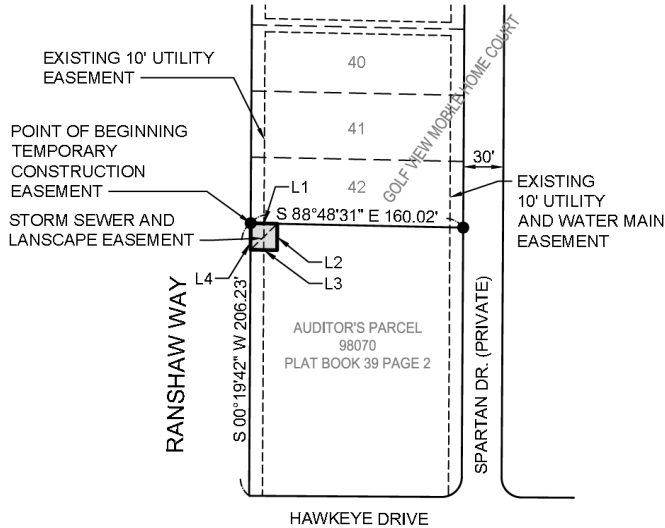 EXISTING 10' UTILITY
EASEMENT
40
GOLF VIEW MOBILE HOME COURT
POINT OF BEGINNING
TEMPORARY
CONSTRUCTION
EASEMENT
41
30'
42
L1
EXISTING
10' UTILITY
AND WATER MAIN
EASEMENT
S 88°48'31" E 160.02'
STORM SEWER AND
LANSCAPE EASEMENT
L2
L4
L3
RANSHAW WAY
S 00°19'42" W 206.23'
AUDITOR'S PARCEL
98070
PLAT BOOK 39 PAGE 2
SPARTAN DR. (PRIVATE)
HAWKEYE DRIVE